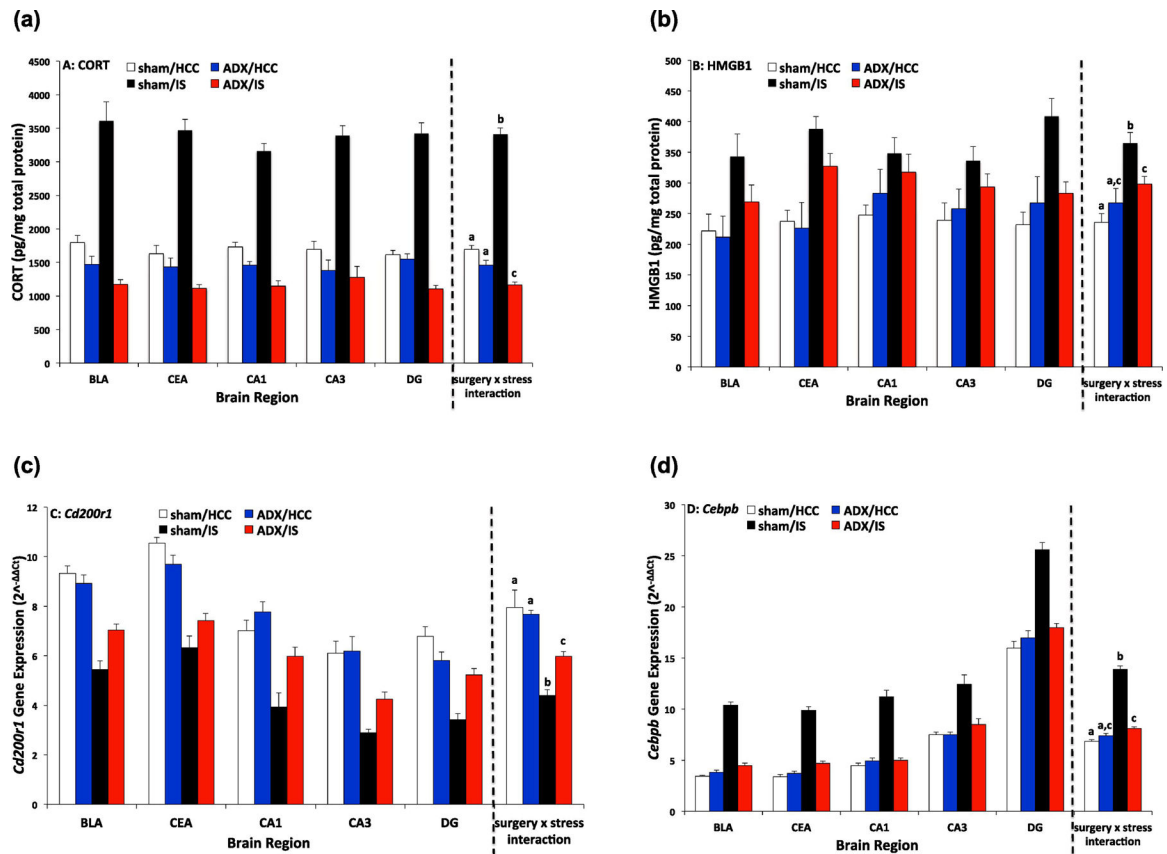 (a)
A: CORT
sham/HCC
ADX/HCC
sham/IS
ADX/IS
CORT (pg/mg total protein)
4500
4000
3500
3000
2500
2000
1500
1000
500
0
b
a
a
c
BLA
CEA
CA1
CA3
DG
surgery x stress
interaction
Brain Region
(b)
B: HMGB1
sham/HCC
ADX/HCC
sham/IS
ADX/IS
HMGB1 (pg/mg total protein)
500
450
400
350
300
250
200
150
100
50
0
b
a,c
c
a
BLA
CEA
CA1
CA3
DG
surgery x stress
interaction
Brain Region
(c)
C: Cd200r1
sham/HCC
ADX/HCC
sham/IS
ADX/IS
Cd200r1 Gene Expression (2^-ΔΔCt)
12
10
8
6
4
2
0
a
a
c
b
BLA
CEA
CA1
CA3
DG
surgery x stress
interaction
Brain Region
(d)
D: Cebpb
sham/HCC
ADX/HCC
sham/IS
ADX/IS
Cebpb Gene Expression (2^-ΔΔCt)
30
25
20
15
10
5
0
b
a
a,c
c
BLA
CEA
CA1
CA3
DG
surgery x stress
interaction
Brain Region